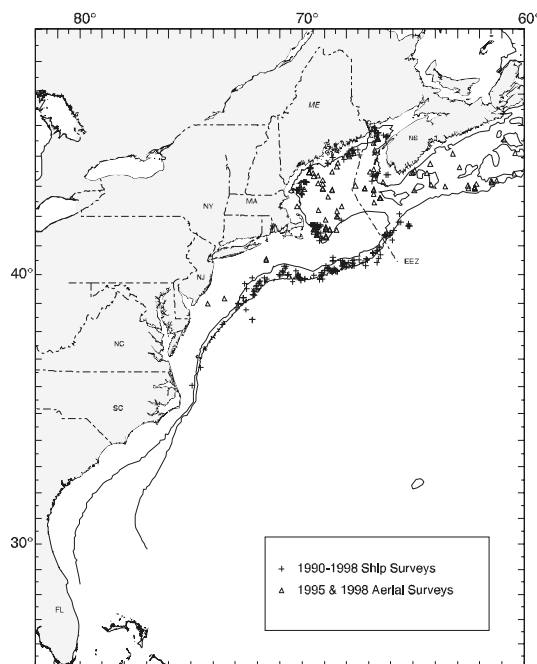 80° 70° 60°
ME
NS
NY MA
40° EEZ
NJ
NC
SC
30°
+ 1990-1998 Ship Surveys
△ 1995 & 1998 Aerial Surveys
FL